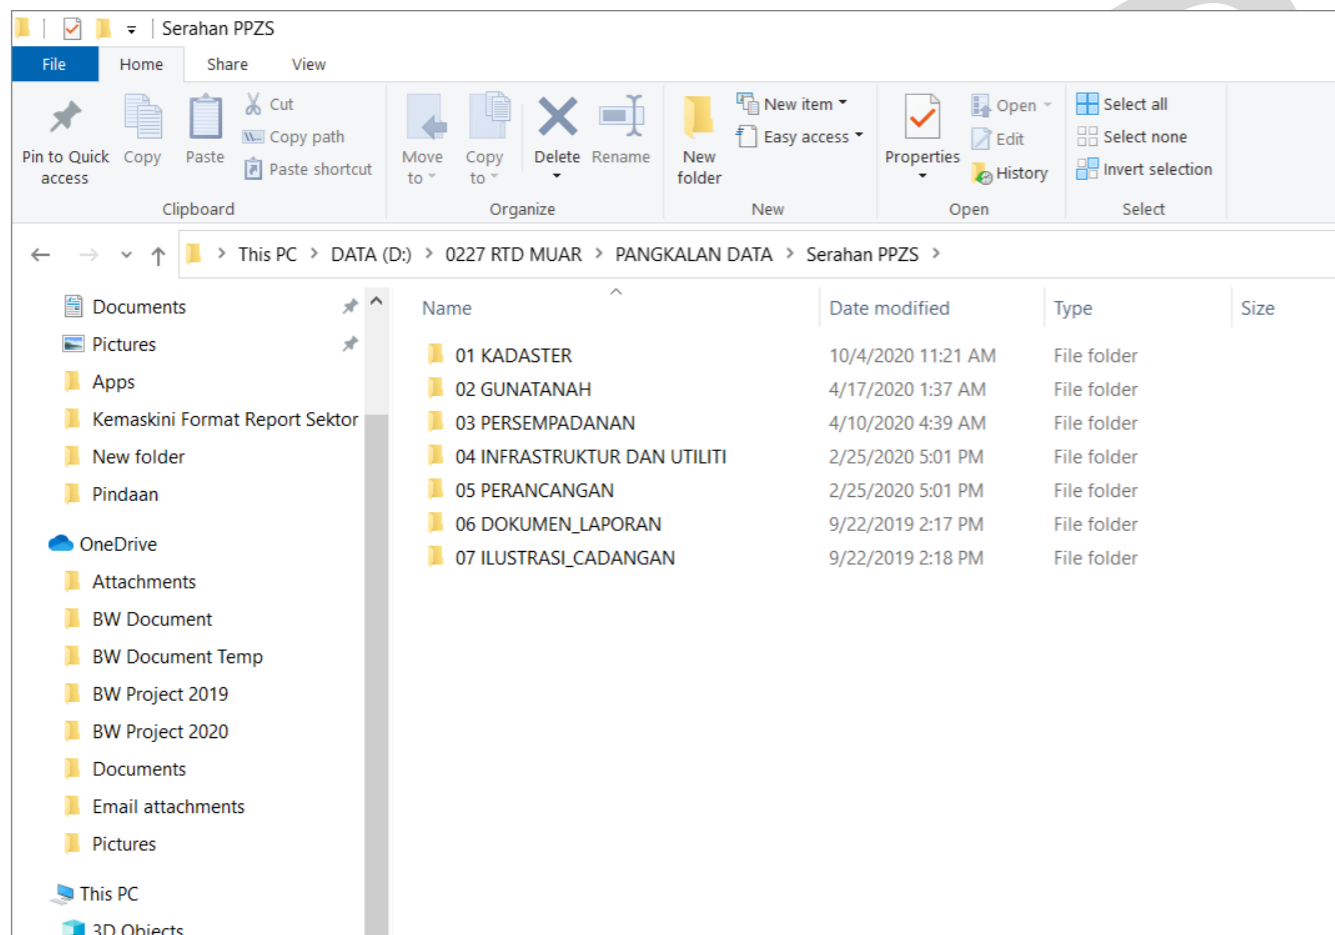 Serahan PPZS
File Home Share View
Pin to Quick access
Copy
Paste
Cut
Copy path
Paste shortcut
Clipboard
Move to
Copy to
Delete
Rename
Organize
New folder
New item
Easy access
New
Properties
Open
Edit
History
Open
Select all
Select none
Invert selection
Select
This PC > DATA (D:) > 0227 RTD MUAR > PANGKALAN DATA > Serahan PPZS >
Documents
Pictures
Apps
Kemaskini Format Report Sektor
New folder
Pindaan
OneDrive
Attachments
BW Document
BW Document Temp
BW Project 2019
BW Project 2020
Documents
Email attachments
Pictures
This PC
3D Objects
Name Date modified Type Size
01 KADASTER 10/4/2020 11:21 AM File folder
02 GUNATANAH 4/17/2020 1:37 AM File folder
03 PERSEMPADANAN 4/10/2020 4:39 AM File folder
04 INFRASTRUKTUR DAN UTILITI 2/25/2020 5:01 PM File folder
05 PERANCANGAN 2/25/2020 5:01 PM File folder
06 DOKUMEN_LAPORAN 9/22/2019 2:17 PM File folder
07 ILUSTRASI_CADANGAN 9/22/2019 2:18 PM File folder